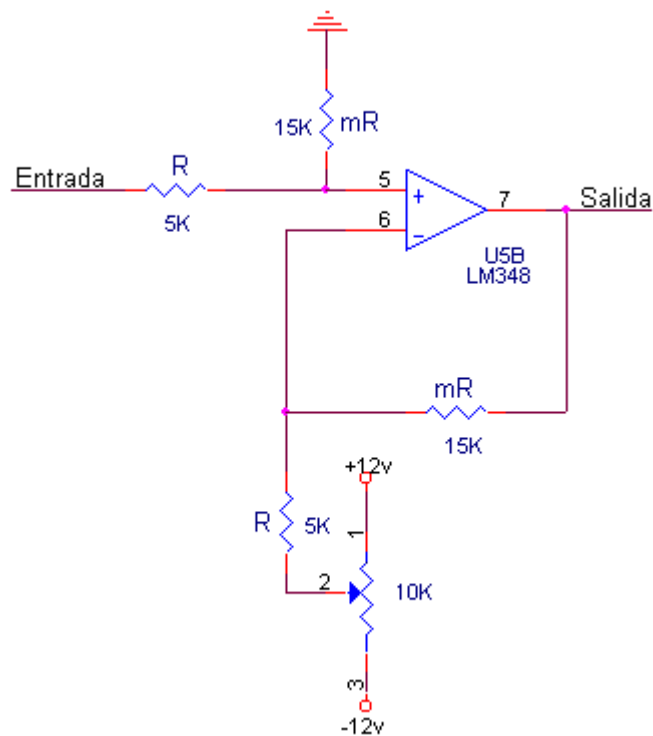 15K mR
R
Entrada
5K
5
+
6
−
7
Salida
U5B
LM348
mR
15K
+12v
R 5K
1
2
10K
3
-12v